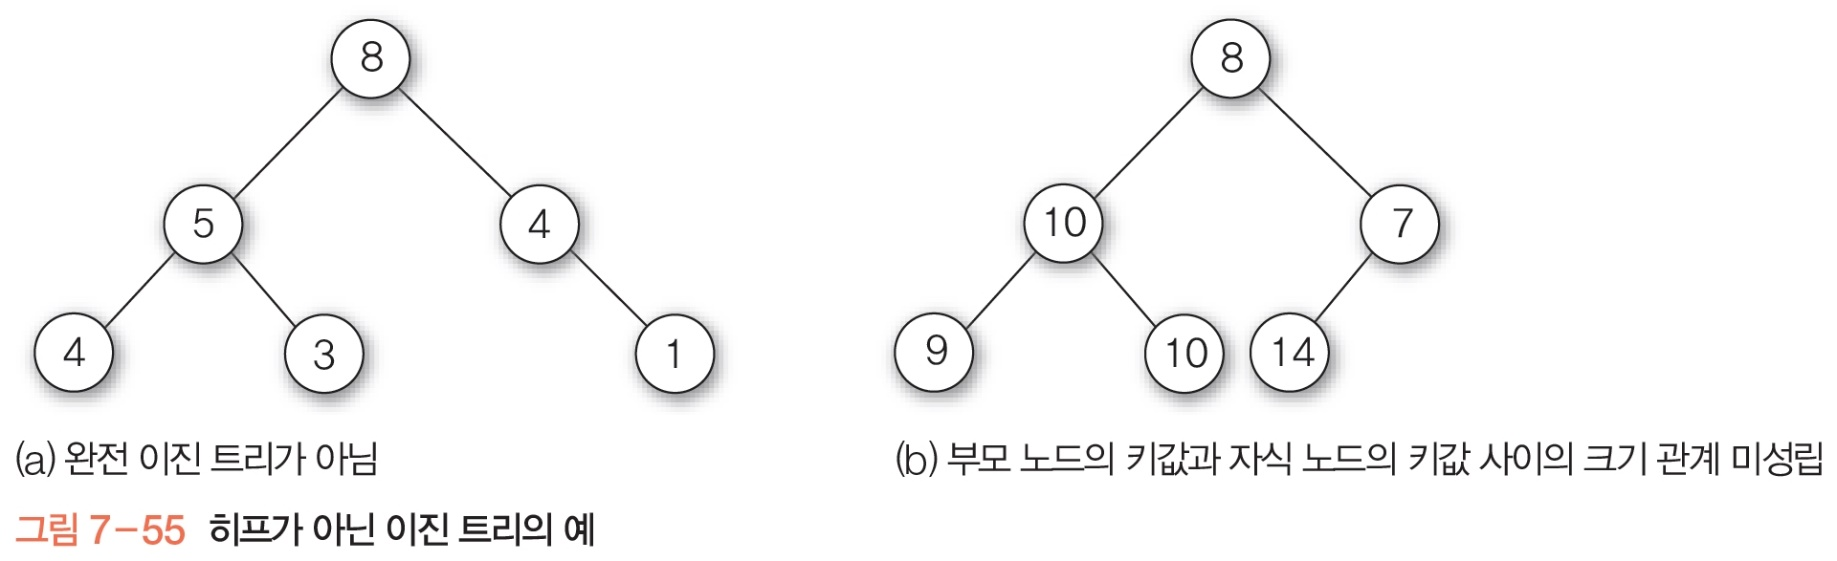 8
5 4
4 3 1
8
10 7
9 10 14
(a) 완전 이진 트리가 아님
(b) 부모 노드의 키값과 자식 노드의 키값 사이의 크기 관계 미성립
그림 7-55 히프가 아닌 이진 트리의 예